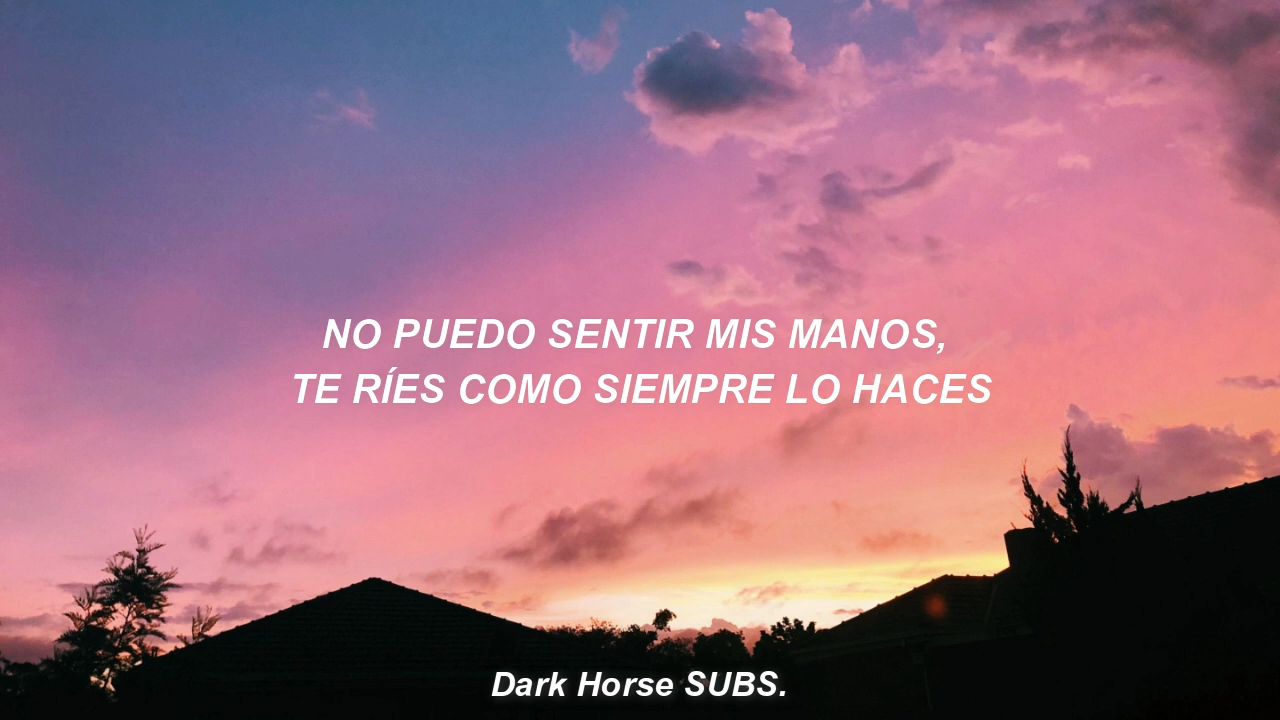 NO PUEDO SENTIR MIS MANOS,
TE RÍES COMO SIEMPRE LO HACES
Dark Horse SUBS.